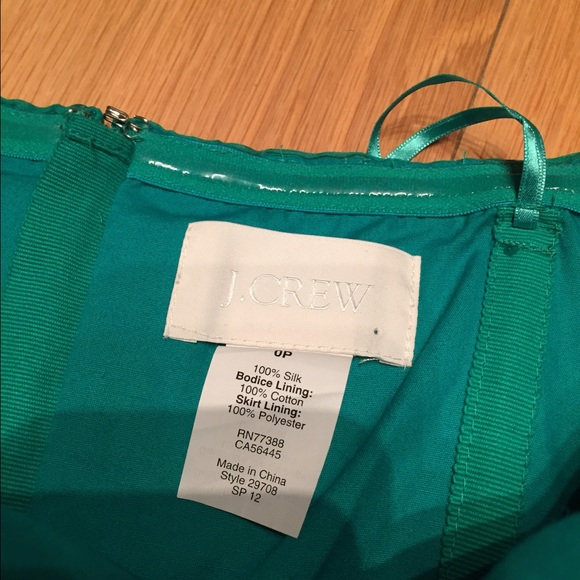 J.CREW
0P
100% Silk
Bodice Lining:
100% Cotton
Skirt Lining:
100% Polyester
RN77388
CA56445
Made in China
Style 29708
SP 12